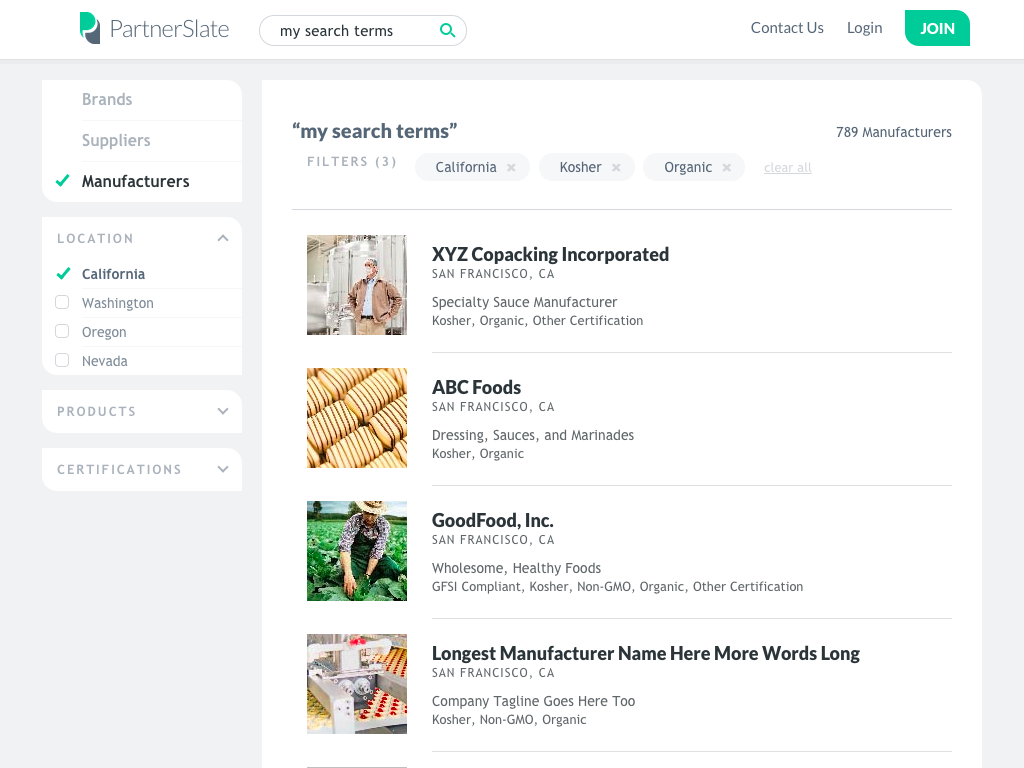 PartnerSlate
my search terms
Contact Us Login JOIN
Brands
Suppliers
Manufacturers
LOCATION
California
Washington
Oregon
Nevada
PRODUCTS
CERTIFICATIONS
“my search terms”
789 Manufacturers
FILTERS (3) California Kosher Organic clear all
XYZ Copacking Incorporated
SAN FRANCISCO, CA
Specialty Sauce Manufacturer
Kosher, Organic, Other Certification
ABC Foods
SAN FRANCISCO, CA
Dressing, Sauces, and Marinades
Kosher, Organic
GoodFood, Inc.
SAN FRANCISCO, CA
Wholesome, Healthy Foods
GFSI Compliant, Kosher, Non-GMO, Organic, Other Certification
Longest Manufacturer Name Here More Words Long
SAN FRANCISCO, CA
Company Tagline Goes Here Too
Kosher, Non-GMO, Organic